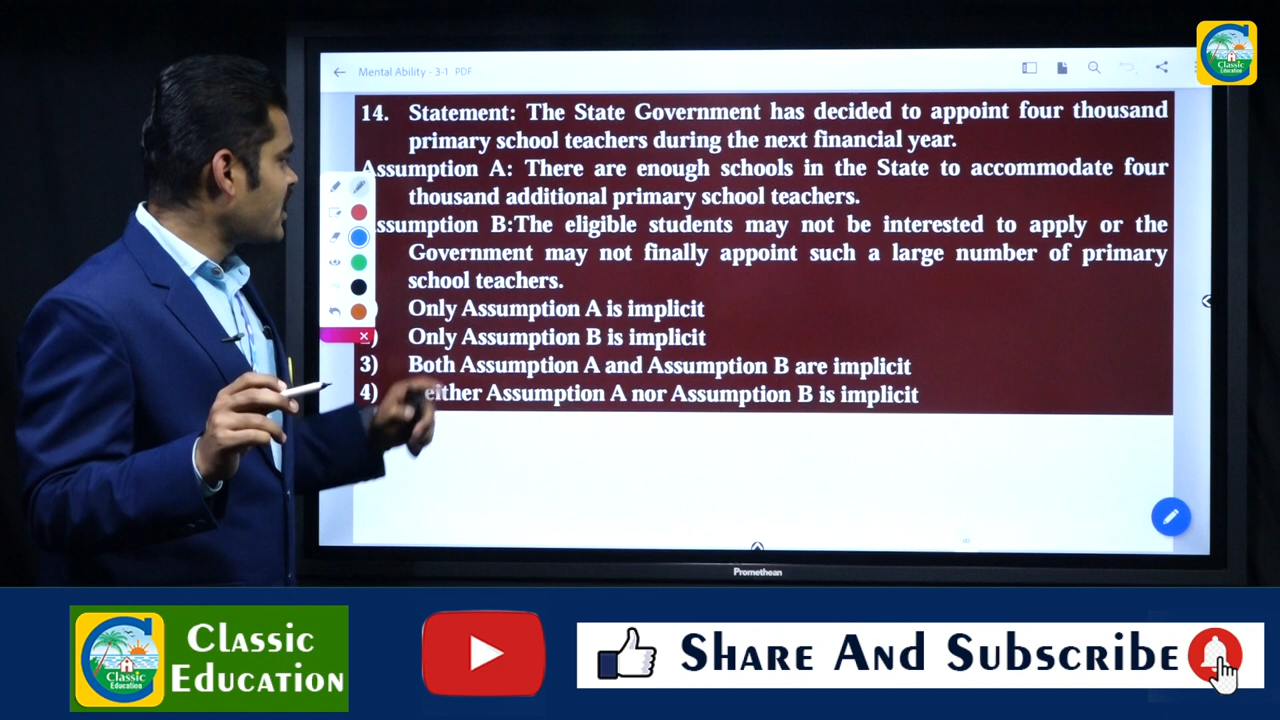 Mental Ability - 3-1 PDF
Classic
Education
14. Statement: The State Government has decided to appoint four thousand
primary school teachers during the next financial year.
Assumption A: There are enough schools in the State to accommodate four
thousand additional primary school teachers.
ssumption B:The eligible students may not be interested to apply or the
Government may not finally appoint such a large number of primary
school teachers.
) Only Assumption A is implicit
) Only Assumption B is implicit
3) Both Assumption A and Assumption B are implicit
4) either Assumption A nor Assumption B is implicit
Promethean
Classic
Education
Classic
Education
Share And Subscribe